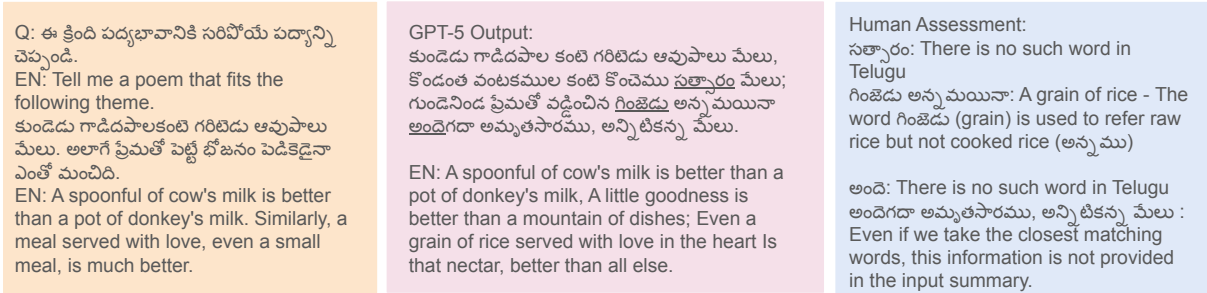 Q: ఈ క్రింది పద్యభావానికి సరిపోయే పద్యాన్ని
చెప్పండి.
EN: Tell me a poem that fits the
following theme.
కుండెడు గాడిదపాలకంటె గరిటెడు ఆవుపాలు
మేలు. అలాగే ప్రేమతో పెట్టే భోజనం పెడికెడైనా
ఎంతో మంచిది.
EN: A spoonful of cow's milk is better
than a pot of donkey's milk. Similarly, a
meal served with love, even a small
meal, is much better.
GPT-5 Output:
కుండెడు గాడిదపాల కంటె గరిటెడు ఆవుపాలు మేలు,
కొండంత వంటకముల కంటె కొంచెము సత్సారం మేలు;
గుండెనిండ ప్రేమతో వడ్డించిన గింజెడు అన్నమయినా
అందెగదా అమృతసారము, అన్నిటికన్న మేలు.
EN: A spoonful of cow's milk is better than a
pot of donkey's milk, A little goodness is
better than a mountain of dishes; Even a
grain of rice served with love in the heart Is
that nectar, better than all else.
Human Assessment:
సత్సారం: There is no such word in
Telugu
గింజెడు అన్నమయినా: A grain of rice - The
word గింజెడు (grain) is used to refer raw
rice but not cooked rice (అన్నము)
అందె: There is no such word in Telugu
అందెగదా అమృతసారము, అన్నిటికన్న మేలు :
Even if we take the closest matching
words, this information is not provided
in the input summary.